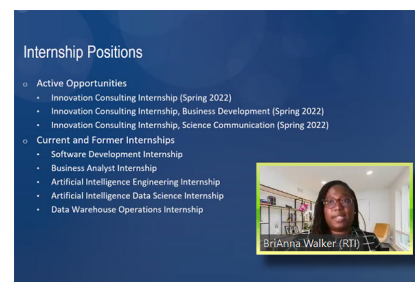 Internship Positions
o Active Opportunities
• Innovation Consulting Internship (Spring 2022)
• Innovation Consulting Internship, Business Development (Spring 2022)
• Innovation Consulting Internship, Science Communication (Spring 2022)
o Current and Former Internships
• Software Development Internship
• Business Analyst Internship
• Artificial Intelligence Engineering Internship
• Artificial Intelligence Data Science Internship
• Data Warehouse Operations Internship
BriAnna Walker (RTI)